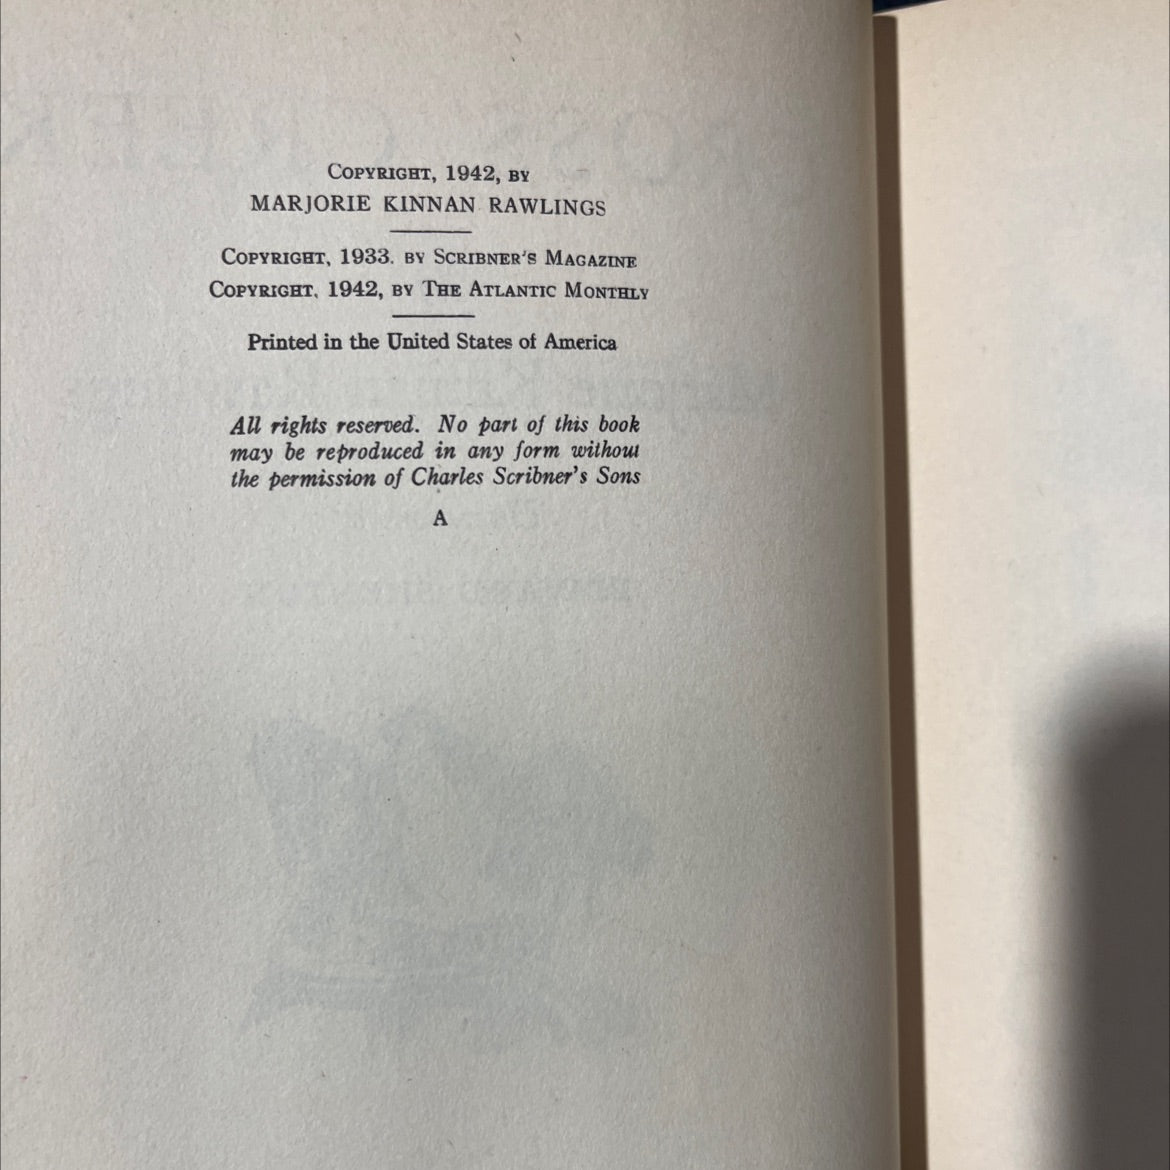 COPYRIGHT, 1942, BY
MARJORIE KINNAN RAWLINGS
COPYRIGHT, 1933. BY SCRIBNER'S MAGAZINE
COPYRIGHT. 1942, BY THE ATLANTIC MONTHLY
Printed in the United States of America
All rights reserved. No part of this book
may be reproduced in any form without
the permission of Charles Scribner's Sons
A